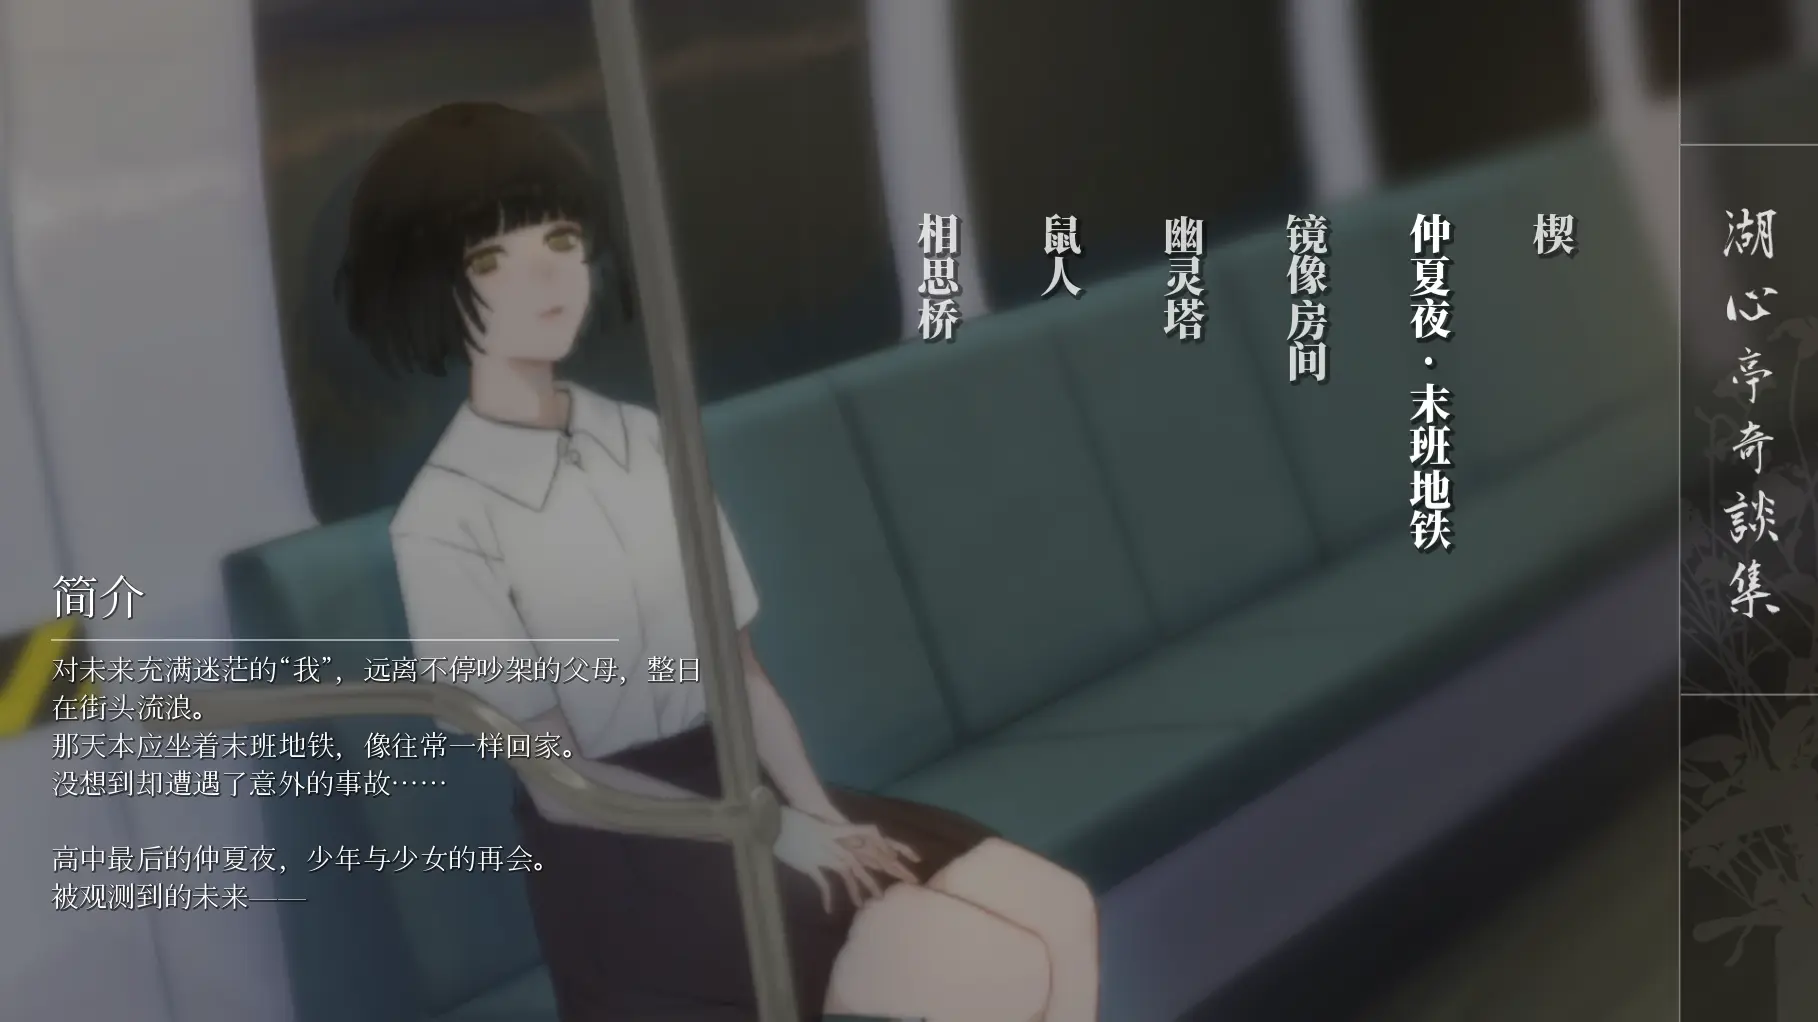 湖心亭奇談集
楔
仲夏夜·末班地铁
镜像房间
幽灵塔
鼠人
相思桥
简介
对未来充满迷茫的“我”，远离不停吵架的父母，整日
在街头流浪。
那天本应坐着末班地铁，像往常一样回家。
没想到却遭遇了意外的事故……
高中最后的仲夏夜，少年与少女的再会。
被观测到的未来——